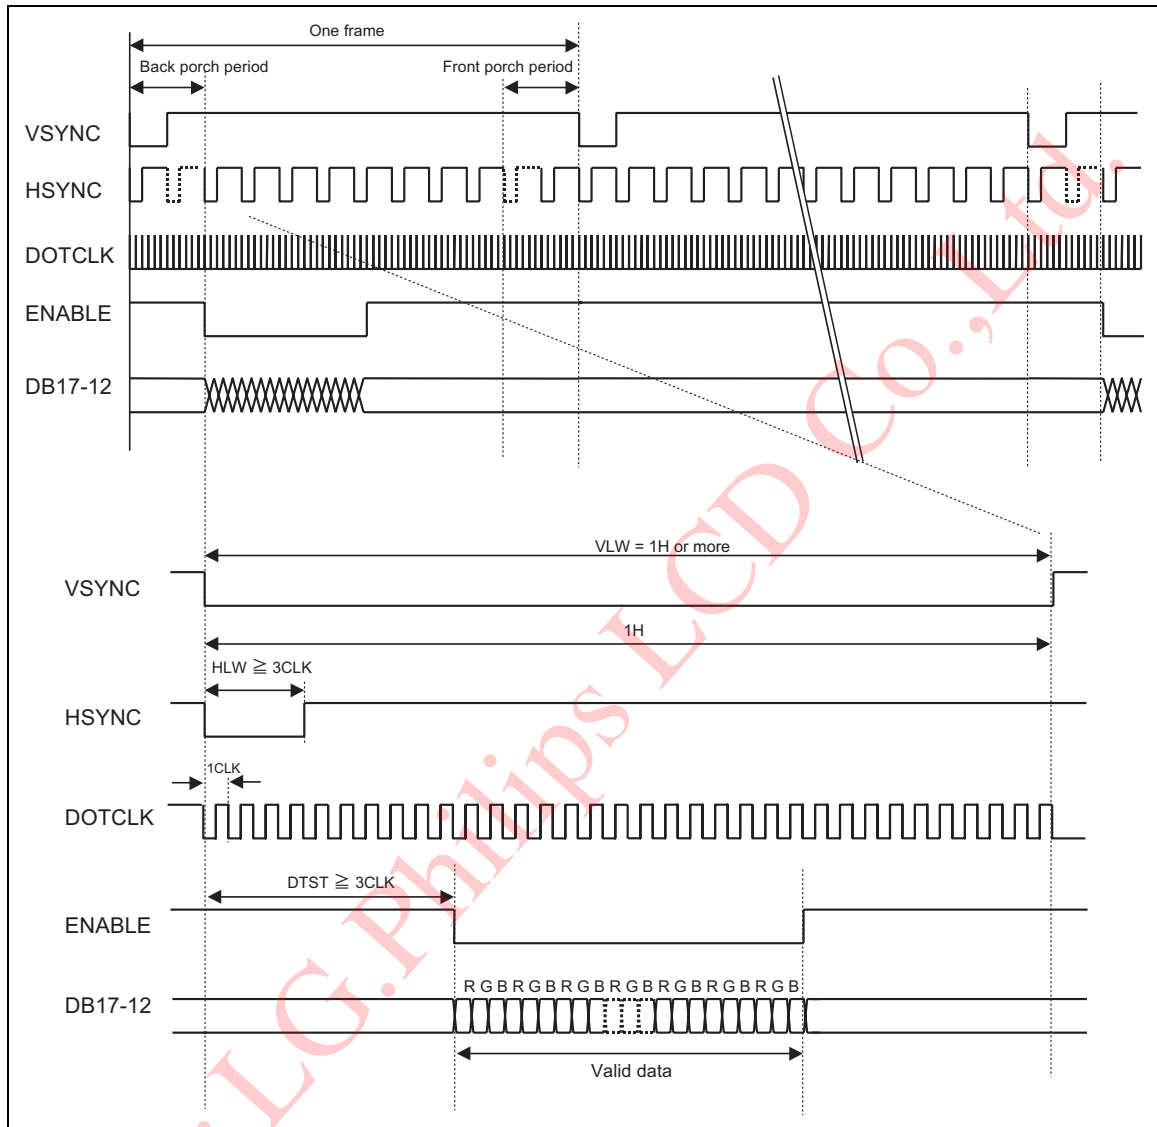 One frame
Back porch period
Front porch period
VSYNC
HSYNC
DOTCLK
ENABLE
DB17-12
VLW = 1H or more
VSYNC
1H
HLW ≧ 3CLK
HSYNC
1CLK
DOTCLK
DTST ≧ 3CLK
ENABLE
R G B R G B R G B R G B R G B R G B R G B
DB17-12
Valid data
LG.Philips LCD Co.,Ltd.